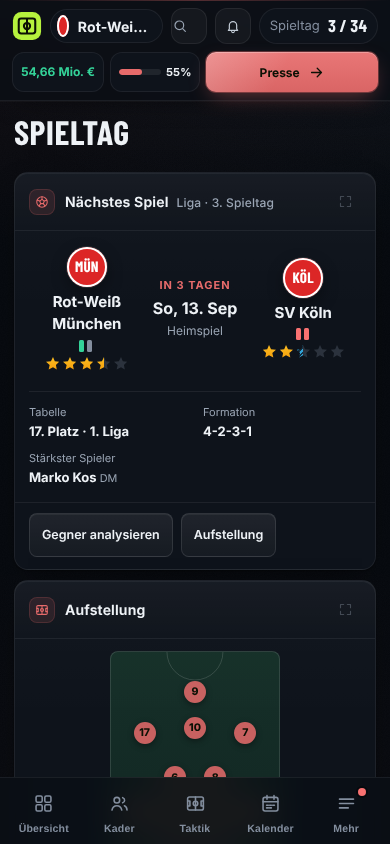 Rot-Wei...
Spieltag 3 / 34
54,66 Mio. €
55%
Presse →
SPIELTAG
Nächstes Spiel Liga · 3. Spieltag
MÜN
Rot-Weiß
München
IN 3 TAGEN
So, 13. Sep
Heimspiel
KÖL
SV Köln
Tabelle
17. Platz · 1. Liga
Formation
4-2-3-1
Stärkster Spieler
Marko Kos DM
Gegner analysieren
Aufstellung
Aufstellung
9
17
10
7
6
8
Übersicht
Kader
Taktik
Kalender
Mehr